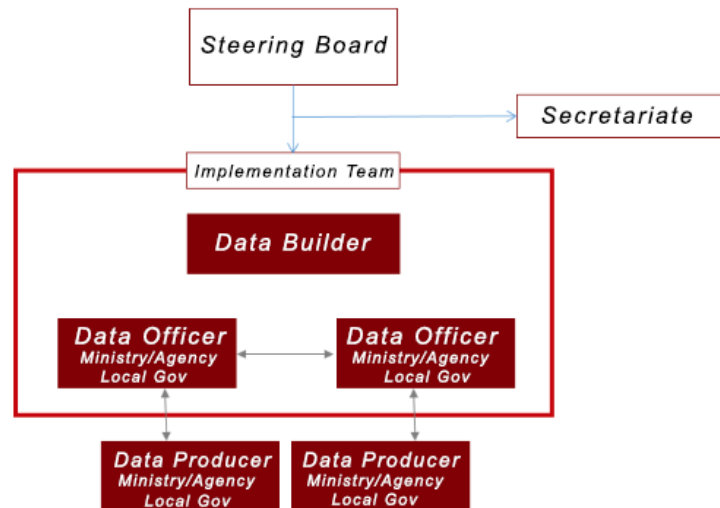 Steering Board
Secretariate
Implementation Team
Data Builder
Data Officer
Ministry/Agency
Local Gov
Data Officer
Ministry/Agency
Local Gov
Data Producer
Ministry/Agency
Local Gov
Data Producer
Ministry/Agency
Local Gov